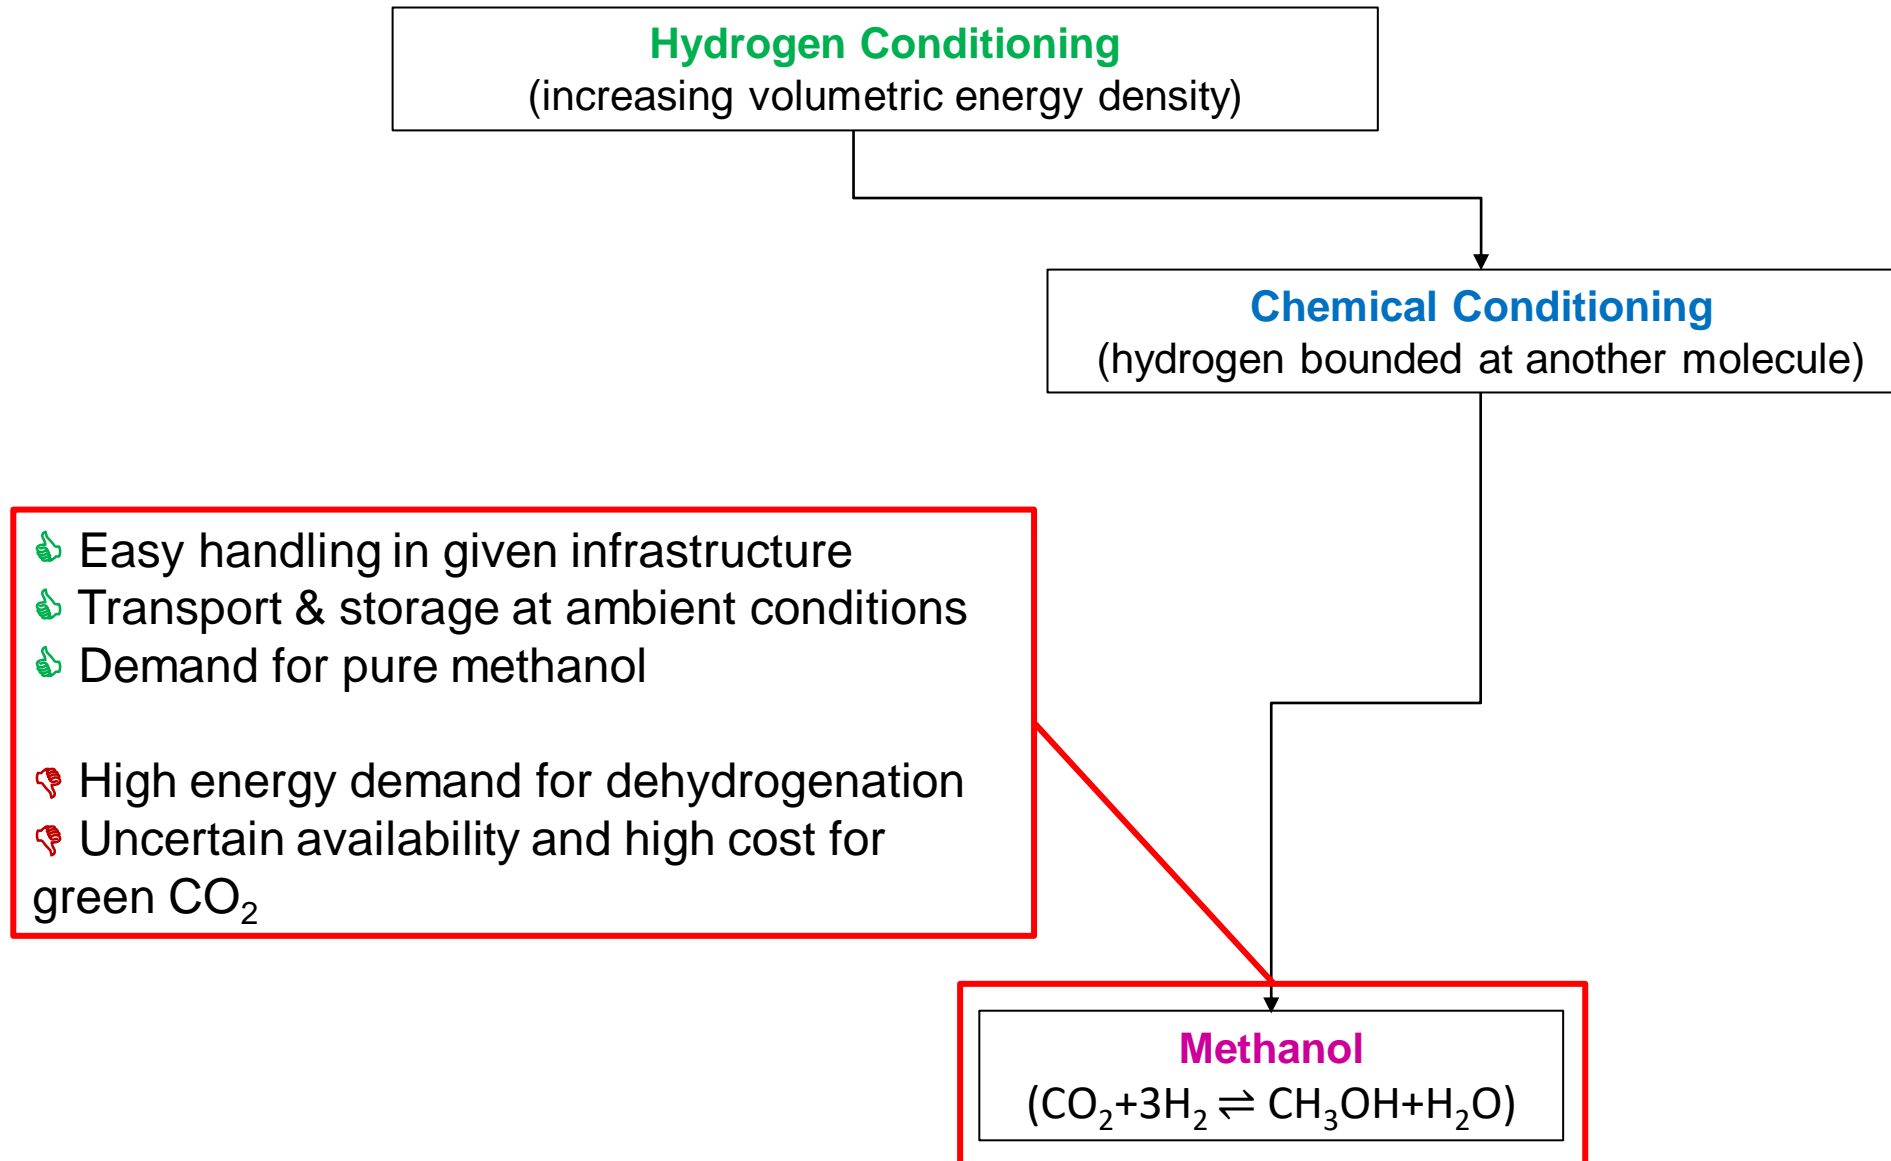 Hydrogen Conditioning
(increasing volumetric energy density)
Chemical Conditioning
(hydrogen bounded at another molecule)
👍 Easy handling in given infrastructure
👍 Transport & storage at ambient conditions
👍 Demand for pure methanol
👎 High energy demand for dehydrogenation
👎 Uncertain availability and high cost for
green CO₂
Methanol
(CO₂+3H₂ ⇌ CH₃OH+H₂O)